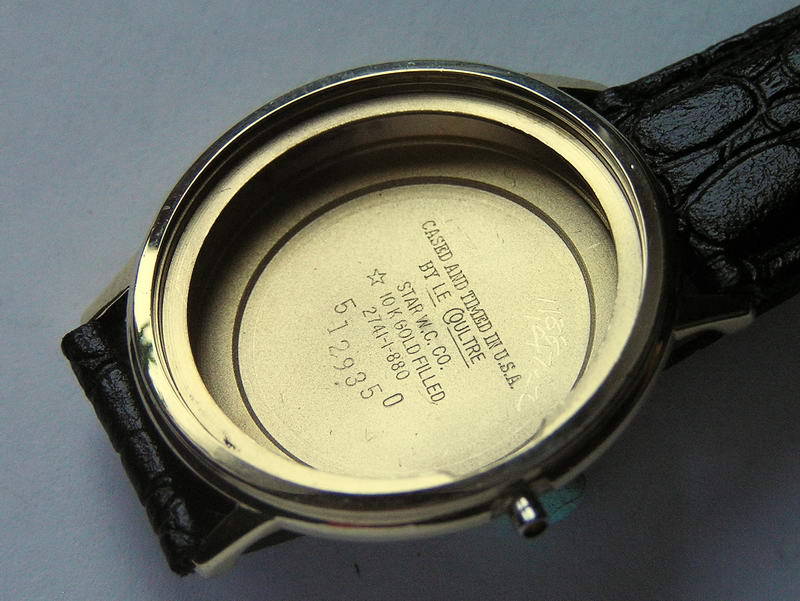 CASED AND TIMED IN U.S.A.
BY LE COULTRE
STAR W.C. CO.
10 K GOLD FILLED
2741-1-880
5129350